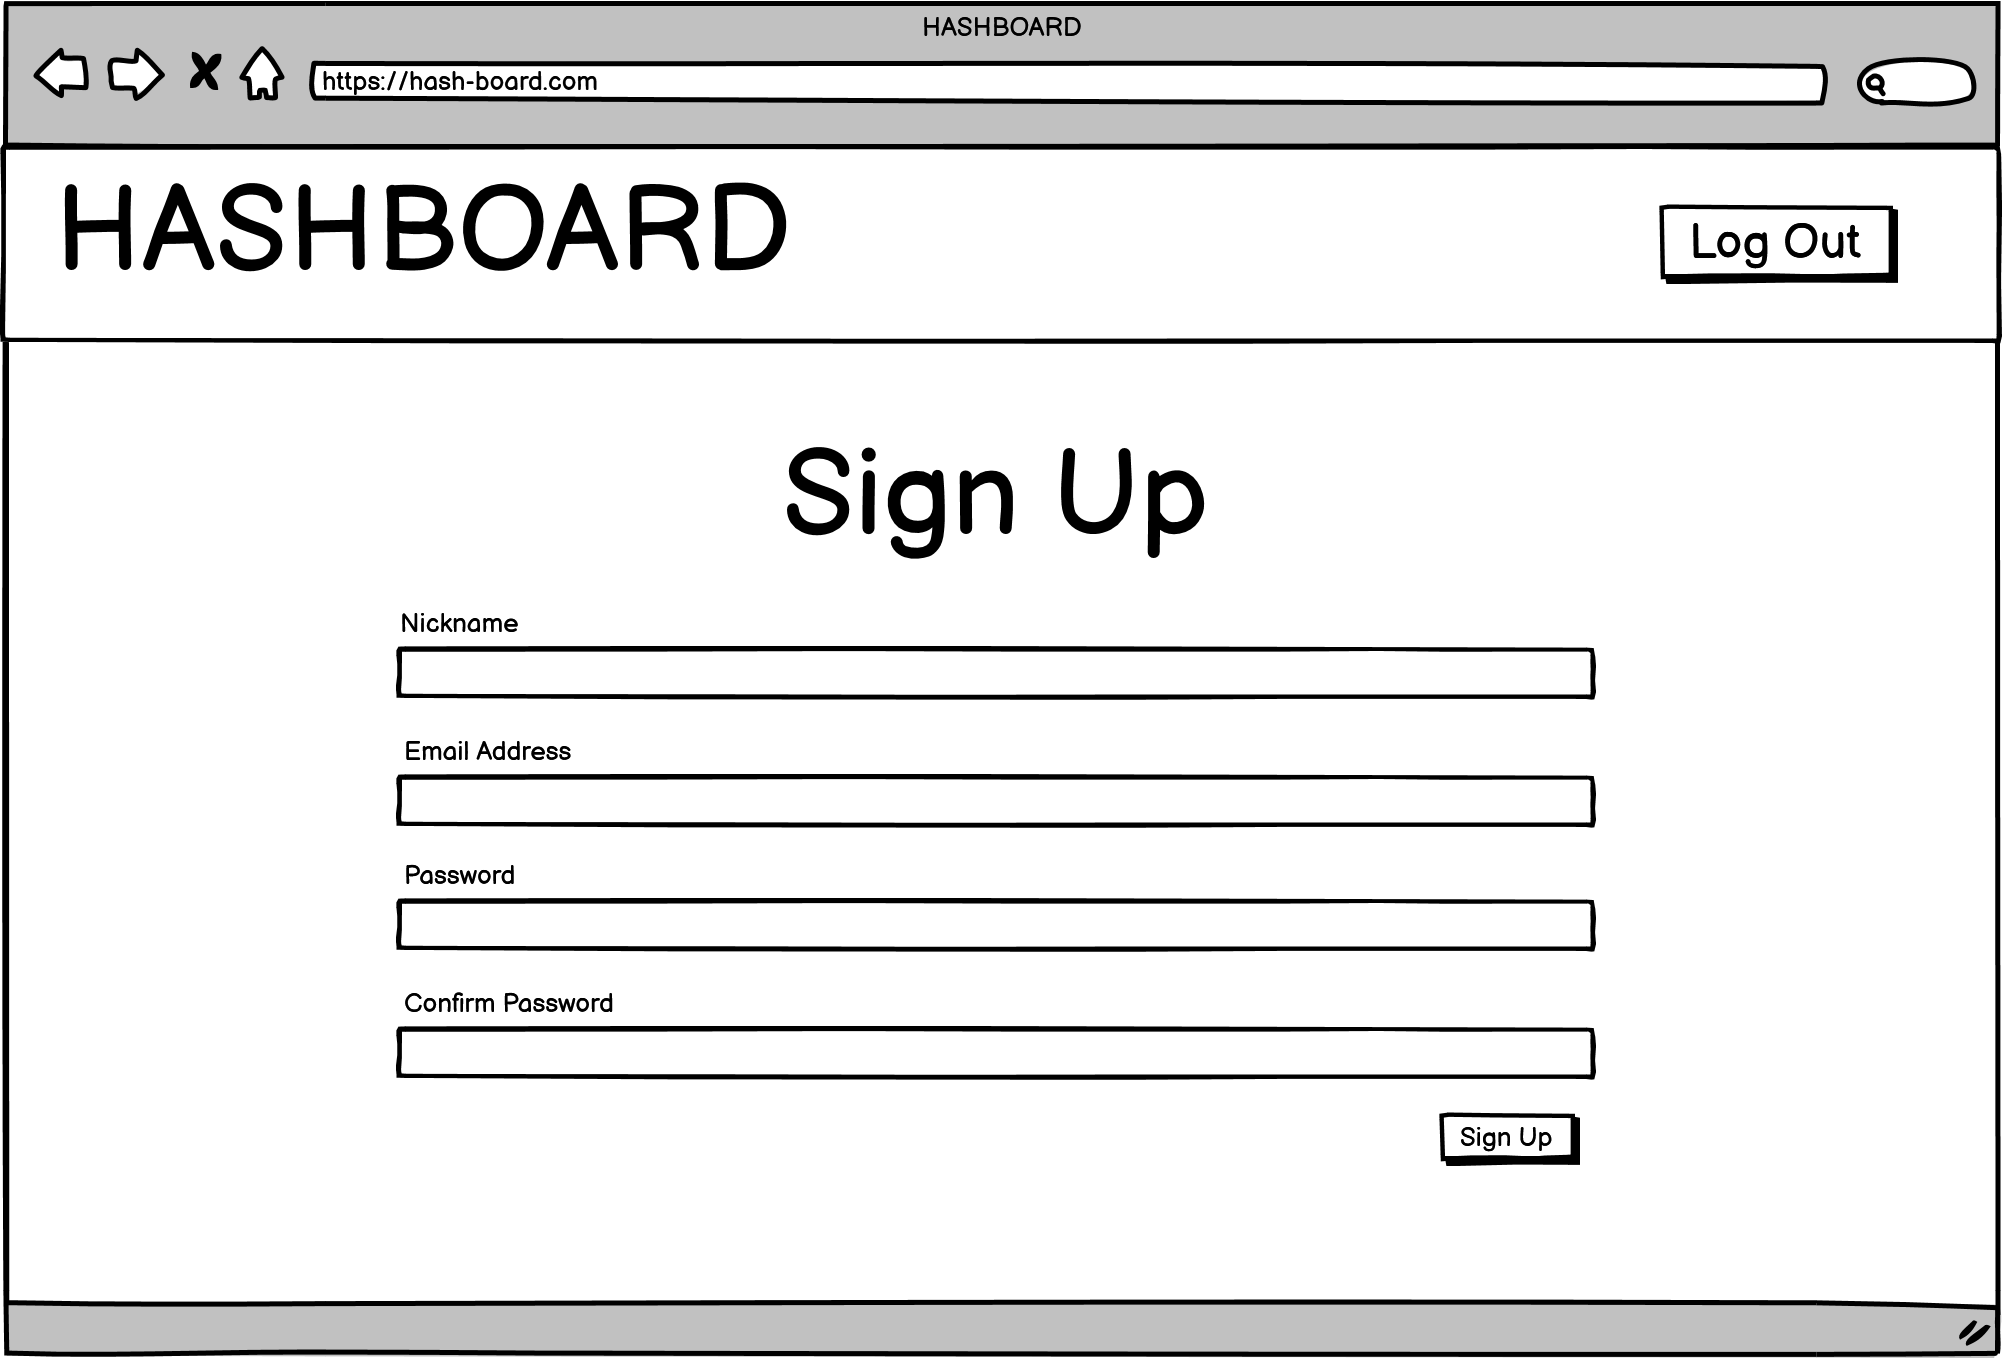 HASHBOARD
https://hash-board.com
HASHBOARD
Log Out
Sign Up
Nickname
Email Address
Password
Confirm Password
Sign Up